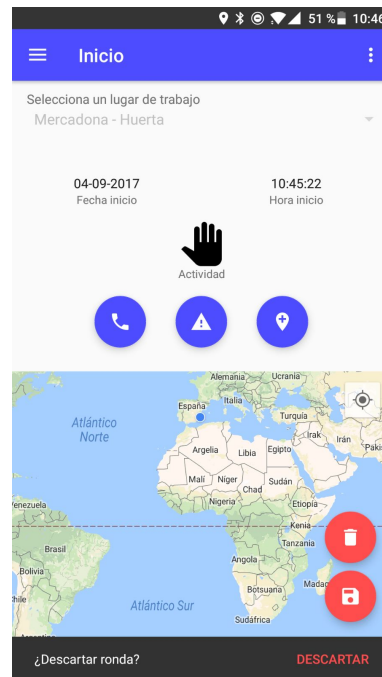 51 % 10:46
Inicio
Selecciona un lugar de trabajo
Mercadona - Huerta
04-09-2017
Fecha inicio
10:45:22
Hora inicio
Actividad
Alemania
Ucrania
España
Italia
Turquía
Atlántico
Norte
Irak
Irán
Argelia
Libia
Egipto
Malí
Níger
Chad
Sudán
Nigeria
Etiopía
Kenia
Tanzania
Brasil
Angola
Bolivia
Botsuana
Atlántico Sur
Sudáfrica
¿Descartar ronda?
DESCARTAR